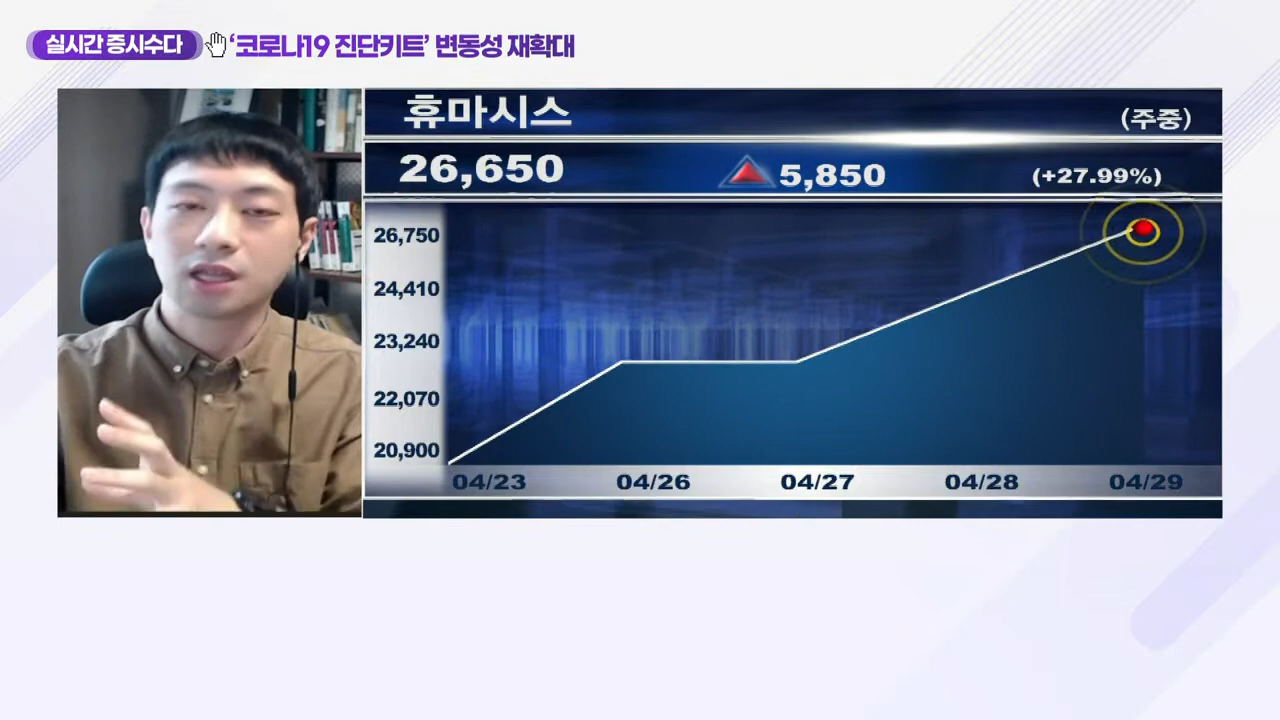 실시간 증시수다 ‘코로나19 진단키트’ 변동성 재확대
휴마시스 (주중)
26,650 5,850 (+27.99%)
26,750
24,410
23,240
22,070
20,900
04/23 04/26 04/27 04/28 04/29